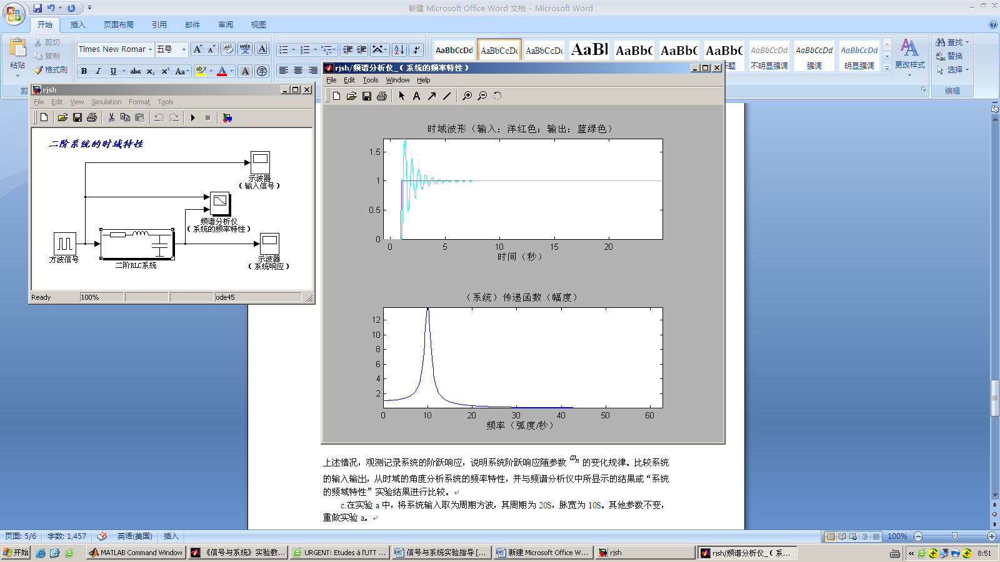 新建 Microsoft Office Word 文档 - Microsoft Word
开始 插入 页面布局 引用 邮件 审阅 视图
粘贴 剪切 复制 格式刷
Times New Romar 五号
AaBbCcDd AaBbCcDc AaBbCcDc AaBl AaBbC AaBbC AaBbC AaBbCcDd AaBbCcDd AaBbCcDd
不明显强调 强调 明显强调
更改样式
查找 替换 选择
编辑
rjsh
File Edit View Simulation Format Tools
二阶系统的时域特性
示波器
（输入信号）
频谱分析仪
（系统的频率特性）
方波信号
二阶RLC系统
示波器
（系统响应）
Ready 100% ode45
rjsh/频谱分析仪_（系统的频率特性）
File Edit Tools Window Help
时域波形（输入：洋红色；输出：蓝绿色）
1.5
1
0.5
0
0 5 10 15 20
时间（秒）
（系统）传递函数（幅度）
12
10
8
6
4
2
0 10 20 30 40 50 60
频率（弧度/秒）
上述情况，观测记录系统的阶跃响应，说明系统阶跃响应随参数 ωn 的变化规律。比较系统
的输入输出，从时域的角度分析系统的频率特性，并与频谱分析仪中所显示的结果或“系统
的频域特性”实验结果进行比较。
c.在实验 a 中，将系统输入取为周期方波，其周期为 20S，脉宽为 10S。其他参数不变，
重做实验 a。
页面: 5/6 字数: 1,457 英语(美国) 插入 100%
开始 MATLAB Command Window 《信号与系统》实验教... URGENT: Etudes à l'UTT ... 信号与系统实验指导 [... 新建 Microsoft Office W... rjsh rjsh/频谱分析仪_（系... 8:51